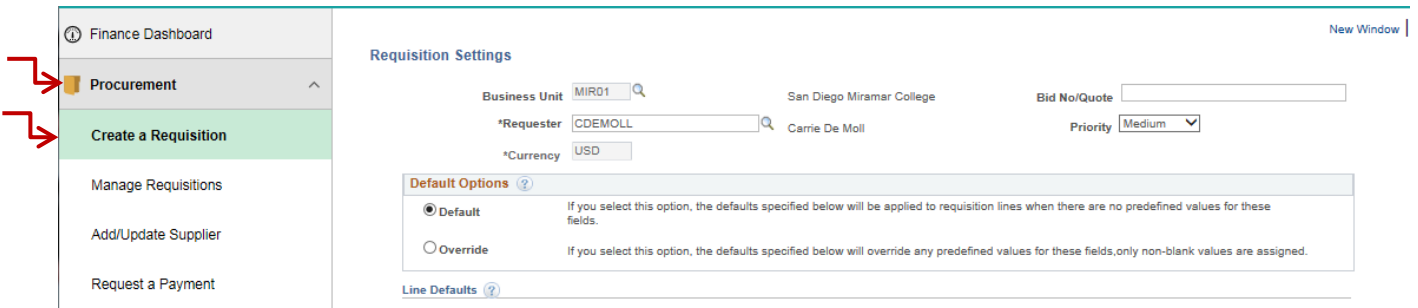 Finance Dashboard
New Window
Procurement
Create a Requisition
Manage Requisitions
Add/Update Supplier
Request a Payment
Requisition Settings
Business Unit MIR01 San Diego Miramar College Bid No/Quote
*Requester CDEMOLL Carrie De Moll Priority Medium
*Currency USD
Default Options ?
Default If you select this option, the defaults specified below will be applied to requisition lines when there are no predefined values for these
fields.
Override If you select this option, the defaults specified below will override any predefined values for these fields,only non-blank values are assigned.
Line Defaults ?